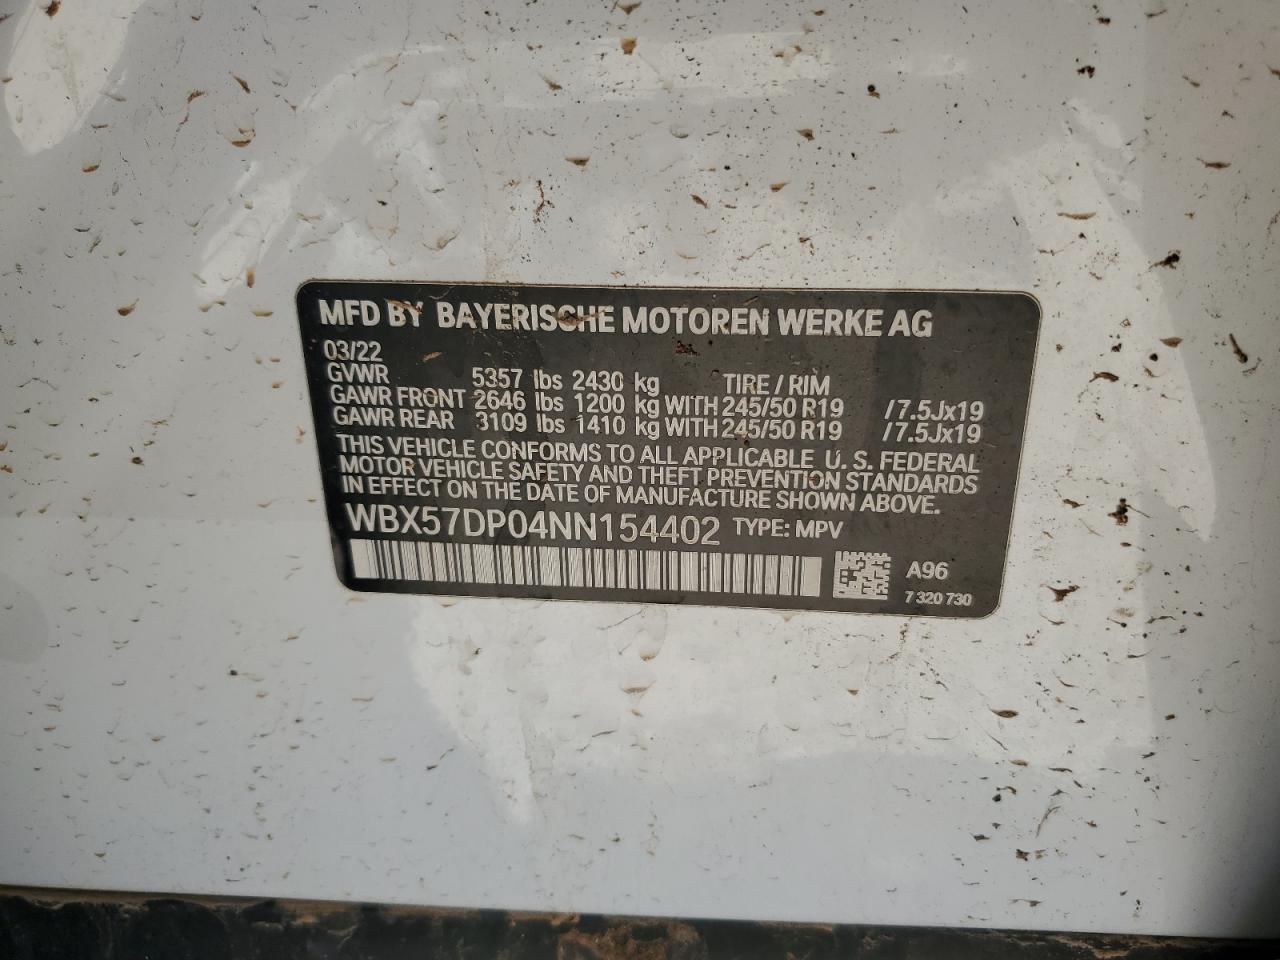 MFD BY BAYERISCHE MOTOREN WERKE AG
03/22
GVWR 5357 lbs 2430 kg TIRE / RIM
GAWR FRONT 2646 lbs 1200 kg WITH 245/50 R19 /7.5Jx19
GAWR REAR 3109 lbs 1410 kg WITH 245/50 R19 /7.5Jx19
THIS VEHICLE CONFORMS TO ALL APPLICABLE U. S. FEDERAL
MOTOR VEHICLE SAFETY AND THEFT PREVENTION STANDARDS
IN EFFECT ON THE DATE OF MANUFACTURE SHOWN ABOVE.
WBX57DP04NN154402 TYPE: MPV
A96
7 320 730